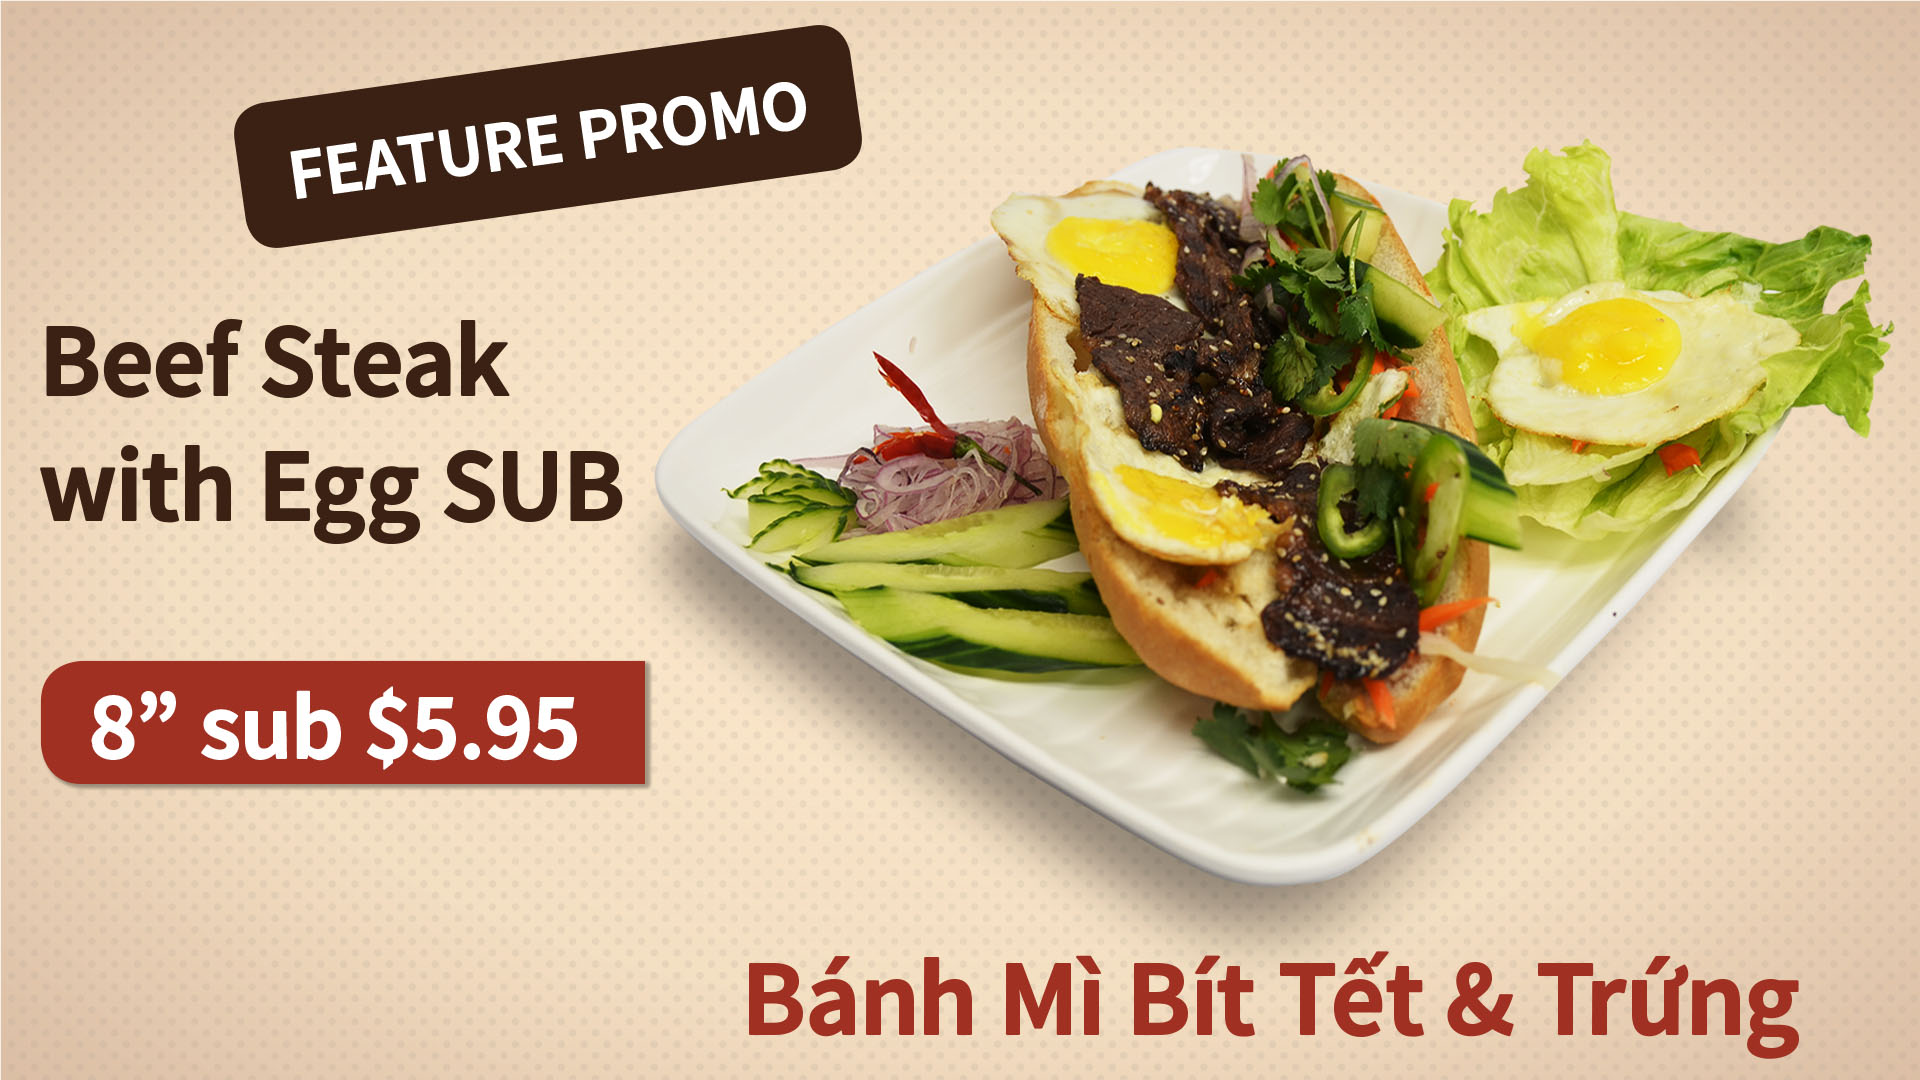 FEATURE PROMO
Beef Steak
with Egg SUB
8” sub $5.95
Bánh Mì Bít Tết & Trứng